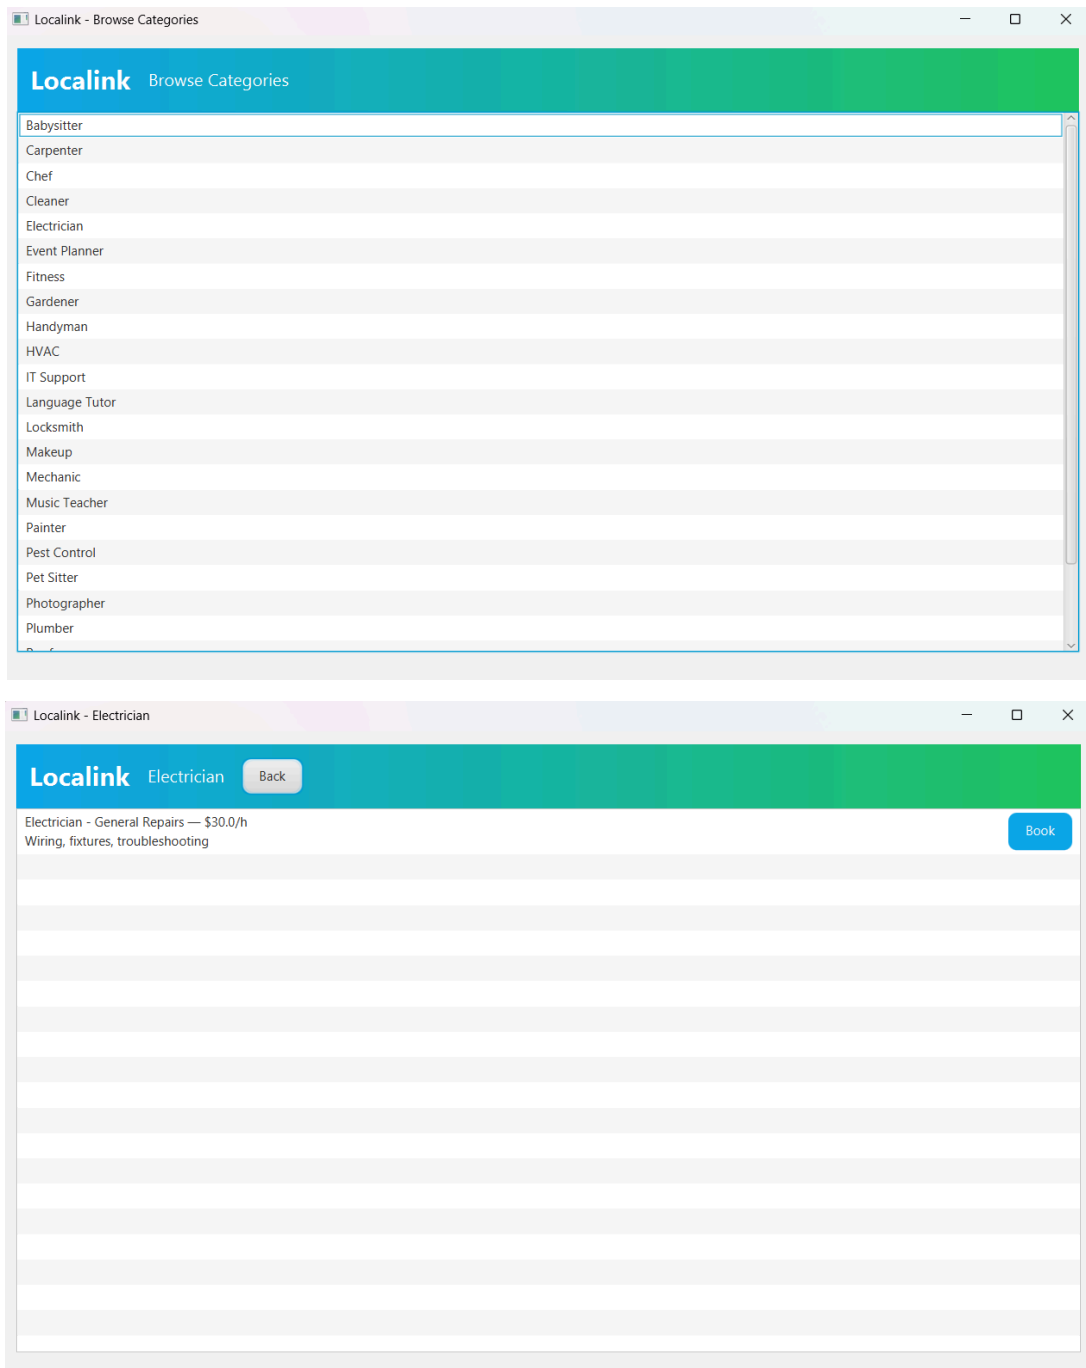 Localink - Browse Categories
Localink Browse Categories
Babysitter
Carpenter
Chef
Cleaner
Electrician
Event Planner
Fitness
Gardener
Handyman
HVAC
IT Support
Language Tutor
Locksmith
Makeup
Mechanic
Music Teacher
Painter
Pest Control
Pet Sitter
Photographer
Plumber
Localink - Electrician
Localink Electrician Back
Electrician - General Repairs — $30.0/h
Wiring, fixtures, troubleshooting
Book